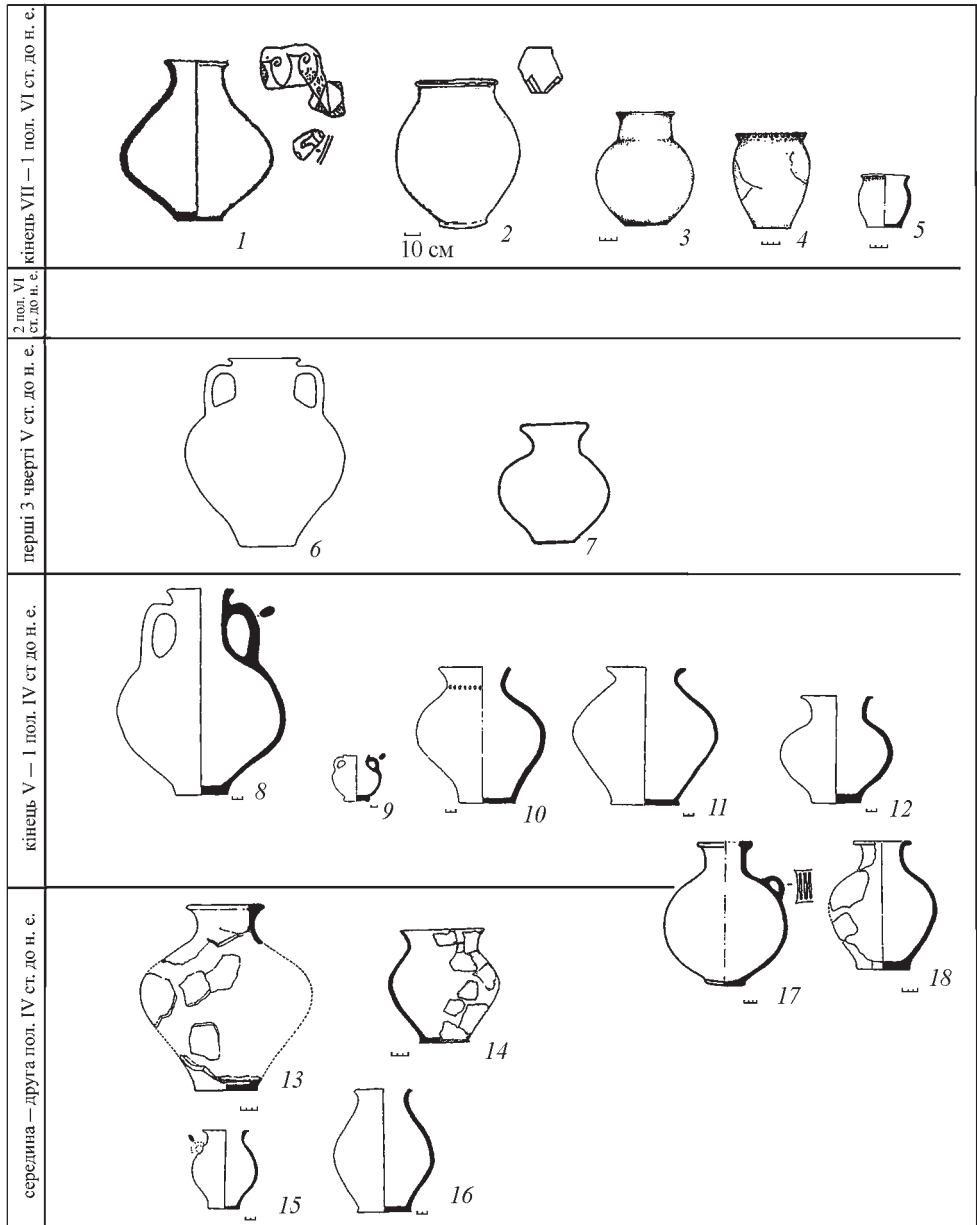 кінець VII — 1 пол. VI ст. до н. е.
1
2
3
4
5
10 см
2 пол. VI
ст. до н. е.
перші 3 чверті V ст. до н. е.
6
7
кінець V — 1 пол. IV ст до н. е.
8
9
10
11
12
17
18
середина — друга пол. IV ст. до н. е.
13
14
15
16